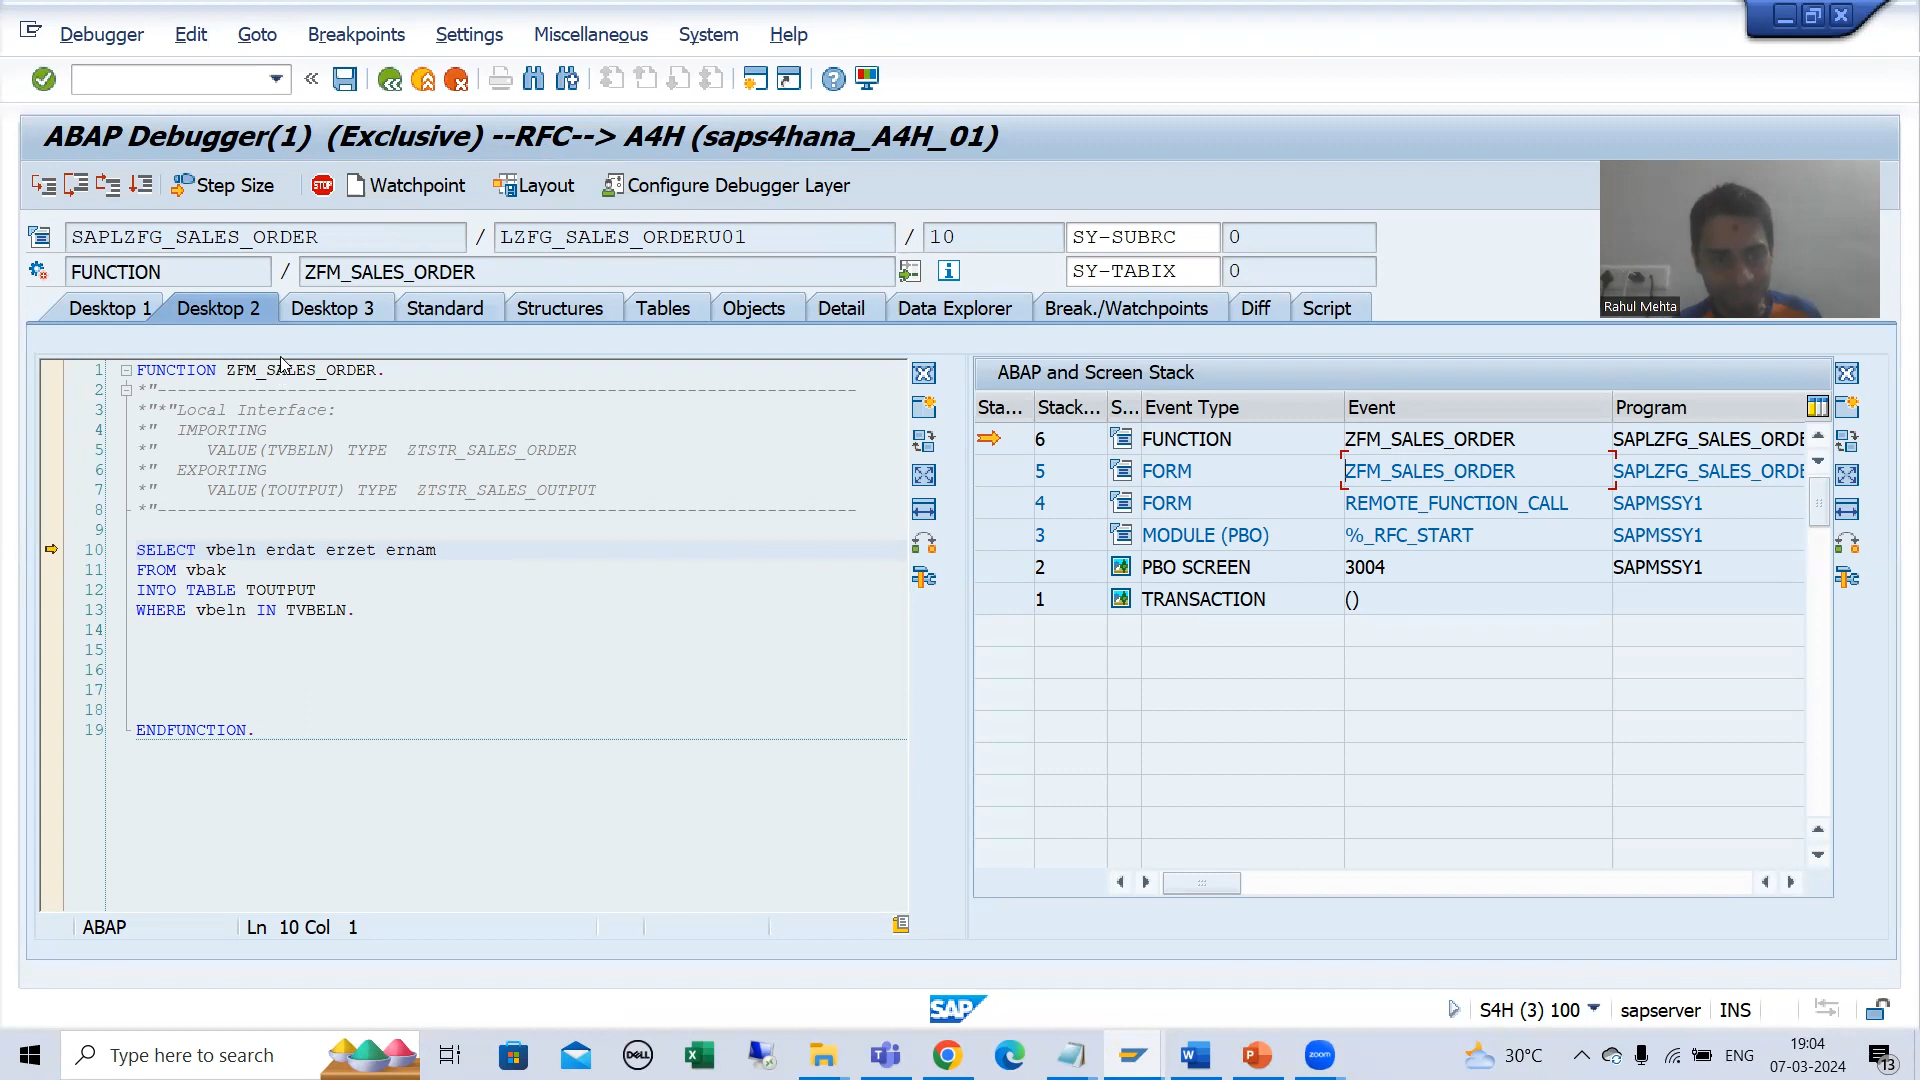 Debugger Edit Goto Breakpoints Settings Miscellaneous System Help
ABAP Debugger(1) (Exclusive) --RFC--> A4H (saps4hana_A4H_01)
Step Size STOP Watchpoint Layout Configure Debugger Layer
SAPLZFG_SALES_ORDER / LZFG_SALES_ORDERU01 / 10 SY-SUBRC 0
FUNCTION / ZFM_SALES_ORDER SY-TABIX 0
Rahul Mehta
Desktop 1 Desktop 2 Desktop 3 Standard Structures Tables Objects Detail Data Explorer Break./Watchpoints Diff Script
1 FUNCTION ZFM_SALES_ORDER.
2 *"----------------------------------------------------------------------
3 *"*"Local Interface:
4 *" IMPORTING
5 *" VALUE(TVBELN) TYPE ZTSTR_SALES_ORDER
6 *" EXPORTING
7 *" VALUE(TOUTPUT) TYPE ZTSTR_SALES_OUTPUT
8 *"----------------------------------------------------------------------
9
10 SELECT vbeln erdat erzet ernam
11 FROM vbak
12 INTO TABLE TOUTPUT
13 WHERE vbeln IN TVBELN.
14
15
16
17
18
19 ENDFUNCTION.
ABAP Ln 10 Col 1
ABAP and Screen Stack
Sta... Stack... S... Event Type Event Program
6 FUNCTION ZFM_SALES_ORDER SAPLZFG_SALES_ORDE
5 FORM ZFM_SALES_ORDER SAPLZFG_SALES_ORDE
4 FORM REMOTE_FUNCTION_CALL SAPMSSY1
3 MODULE (PBO) %_RFC_START SAPMSSY1
2 PBO SCREEN 3004 SAPMSSY1
1 TRANSACTION ()
SAP S4H (3) 100 sapserver INS
Type here to search DELL zoom 30°C ENG 19:04
07-03-2024 13